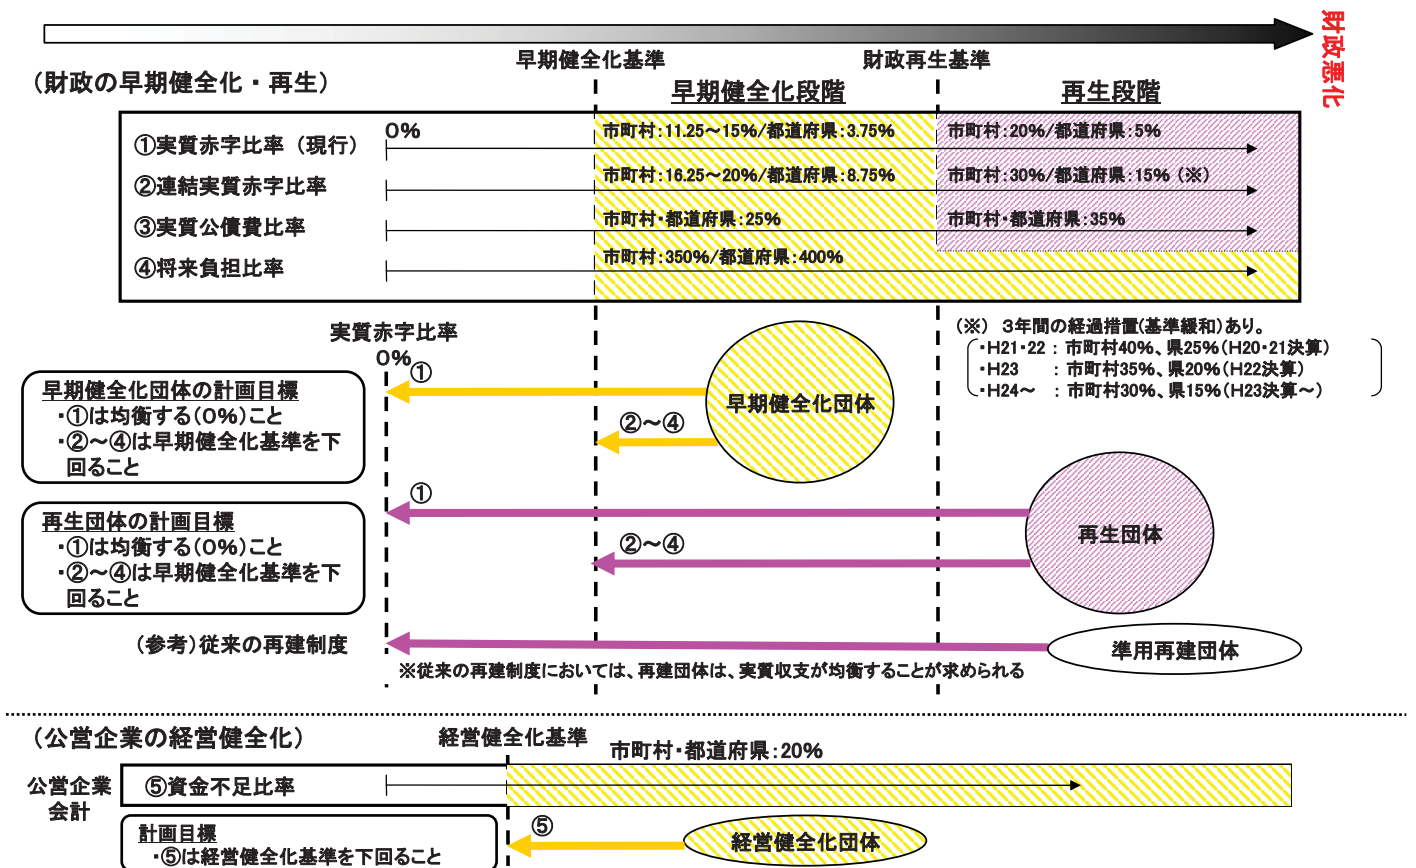 財政悪化
早期健全化基準
財政再生基準
（財政の早期健全化・再生）
早期健全化段階
再生段階
①実質赤字比率（現行）
0%
市町村：11.25～15%/都道府県：3.75%
市町村：20%/都道府県：5%
②連結実質赤字比率
市町村：16.25～20%/都道府県：8.75%
市町村：30%/都道府県：15%（※）
③実質公債費比率
市町村・都道府県：25%
市町村・都道府県：35%
④将来負担比率
市町村：350%/都道府県：400%
実質赤字比率
0%
（※） ３年間の経過措置(基準緩和)あり。
・H21・22 ： 市町村40%、県25%（H20・21決算）
・H23 ： 市町村35%、県20%（H22決算）
・H24～ ： 市町村30%、県15%（H23決算～）
早期健全化団体の計画目標
・①は均衡する（0%）こと
・②～④は早期健全化基準を下
回ること
①
②～④
早期健全化団体
再生団体の計画目標
・①は均衡する（0%）こと
・②～④は早期健全化基準を下
回ること
①
②～④
再生団体
（参考）従来の再建制度
準用再建団体
※従来の再建制度においては、再建団体は、実質収支が均衡することが求められる
（公営企業の経営健全化）
経営健全化基準
市町村・都道府県：20%
公営企業
会計
⑤資金不足比率
計画目標
・⑤は経営健全化基準を下回ること
⑤
経営健全化団体